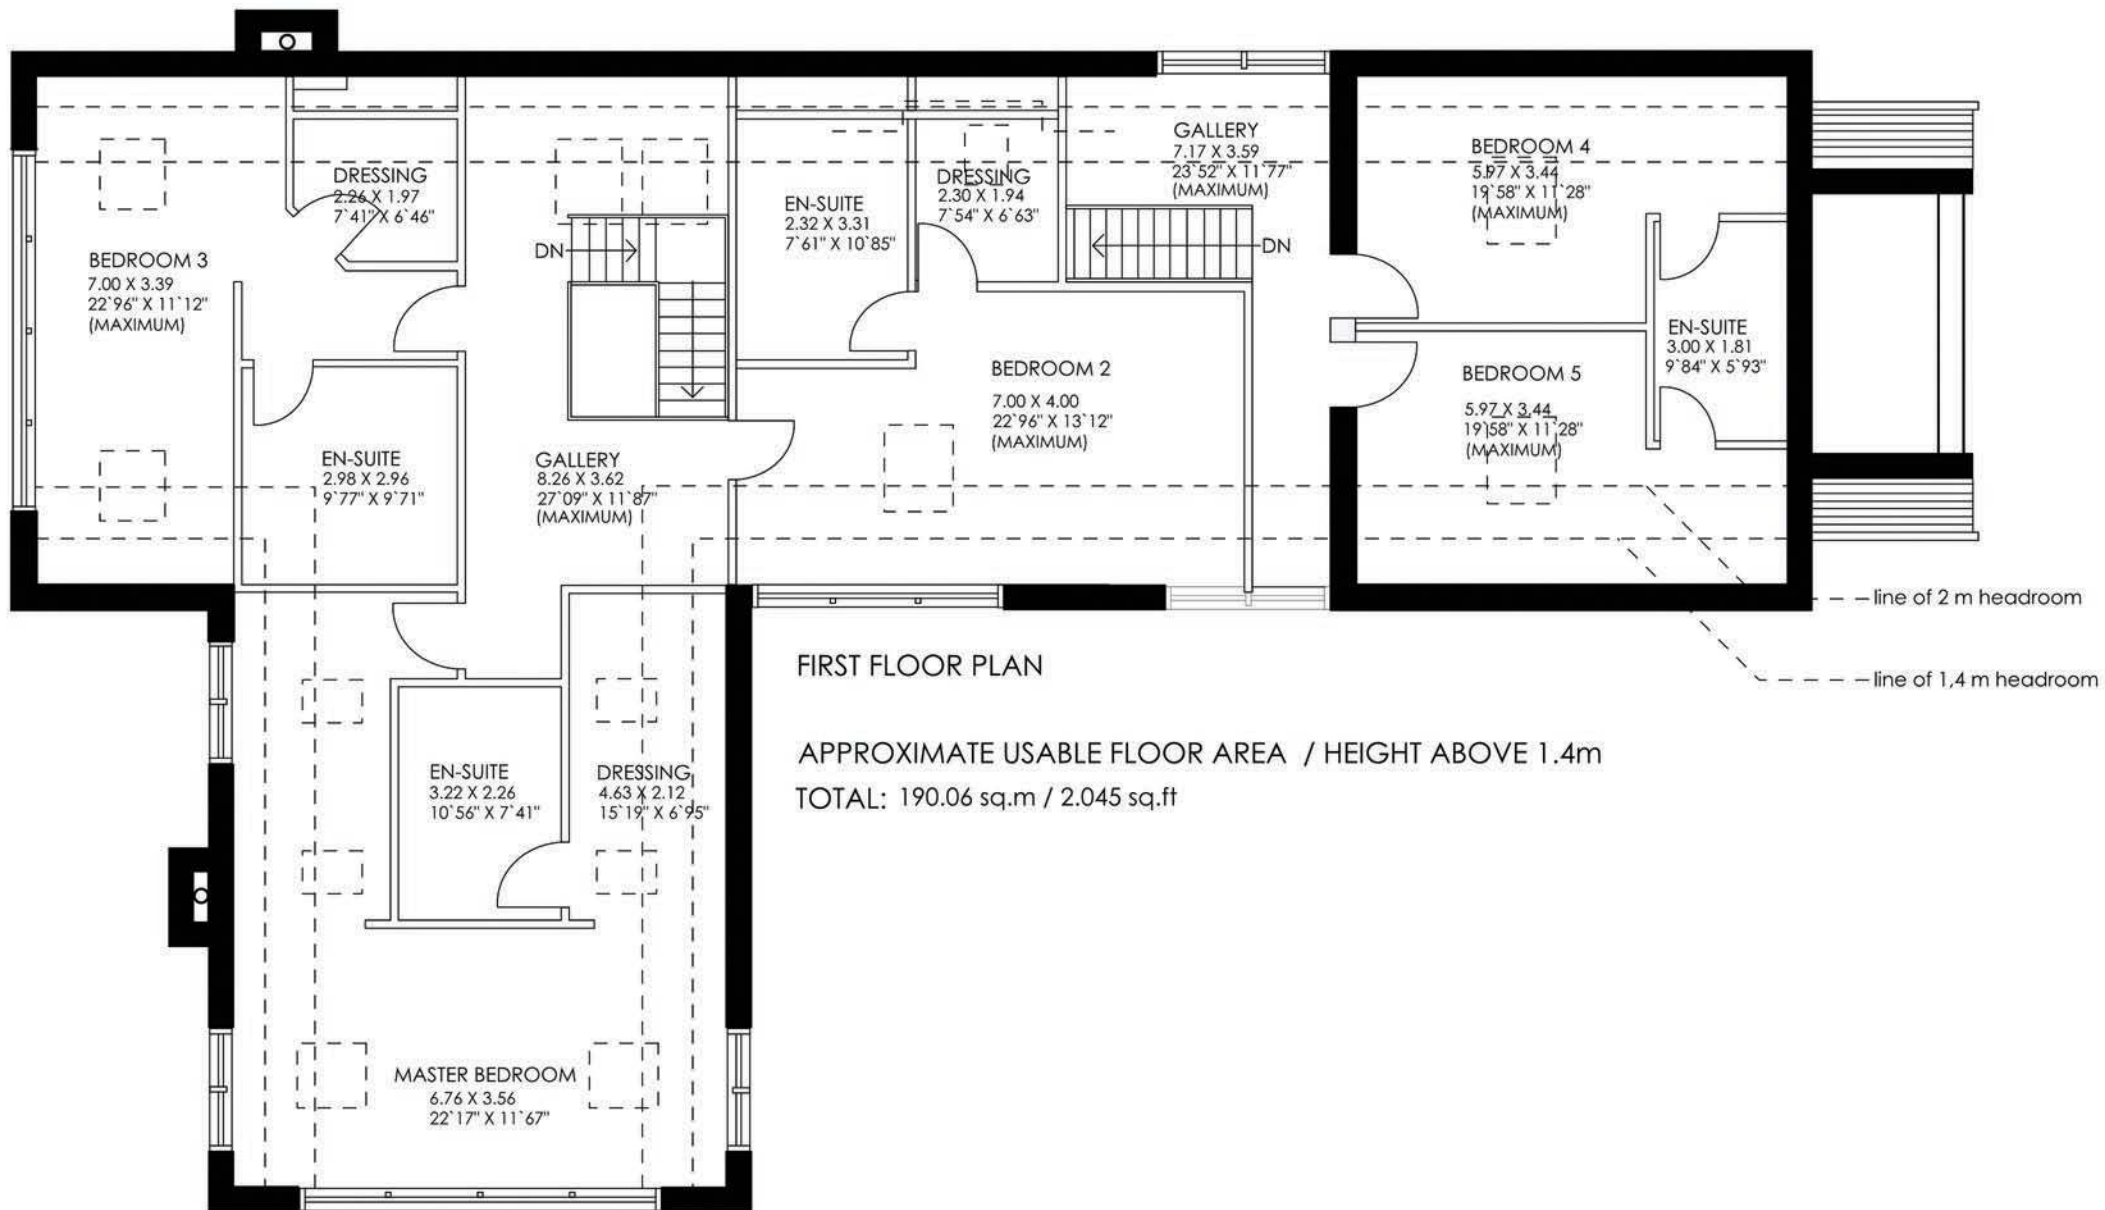 BEDROOM 3
7.00 X 3.39
22`96" X 11`12"
(MAXIMUM)
DRESSING
2.26 X 1.97
7`41" X 6`46"
EN-SUITE
2.98 X 2.96
9`77" X 9`71"
DN
GALLERY
8.26 X 3.62
27`09" X 11`87"
(MAXIMUM)
EN-SUITE
2.32 X 3.31
7`61" X 10`85"
DRESSING
2.30 X 1.94
7`54" X 6`63"
GALLERY
7.17 X 3.59
23`52" X 11`77"
(MAXIMUM)
DN
BEDROOM 2
7.00 X 4.00
22`96" X 13`12"
(MAXIMUM)
BEDROOM 4
5.97 X 3.44
19`58" X 11`28"
(MAXIMUM)
EN-SUITE
3.00 X 1.81
9`84" X 5`93"
BEDROOM 5
5.97 X 3.44
19`58" X 11`28"
(MAXIMUM)
line of 2 m headroom
line of 1,4 m headroom
EN-SUITE
3.22 X 2.26
10`56" X 7`41"
DRESSING
4.63 X 2.12
15`19" X 6`95"
MASTER BEDROOM
6.76 X 3.56
22`17" X 11`67"
FIRST FLOOR PLAN
APPROXIMATE USABLE FLOOR AREA / HEIGHT ABOVE 1.4m
TOTAL: 190.06 sq.m / 2.045 sq.ft